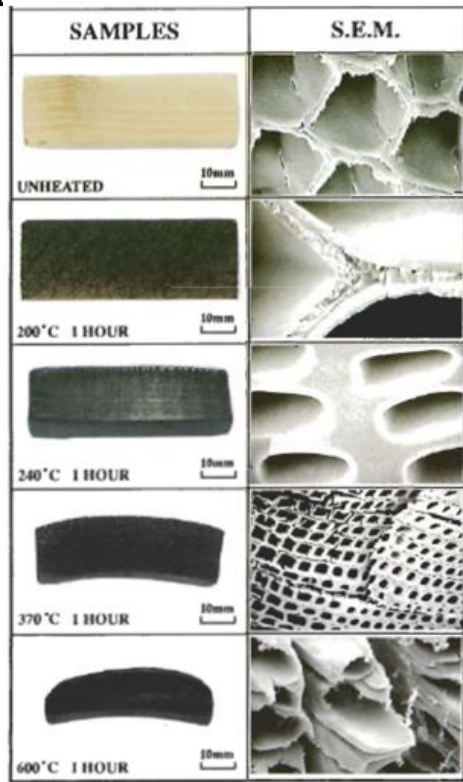 SAMPLES
S.E.M.
10mm
UNHEATED
10mm
200°C 1 HOUR
10mm
240°C 1 HOUR
10mm
370°C 1 HOUR
10mm
600°C 1 HOUR